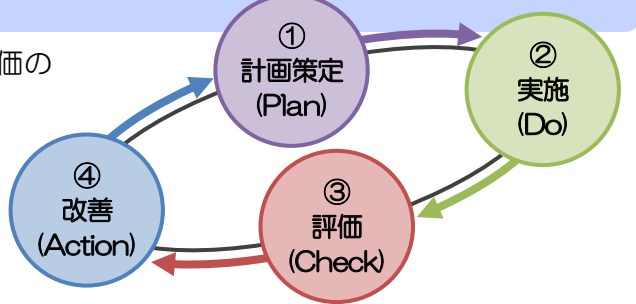 価の
①
計画策定
(Plan)
②
実施
(Do)
③
評価
(Check)
④
改善
(Action)